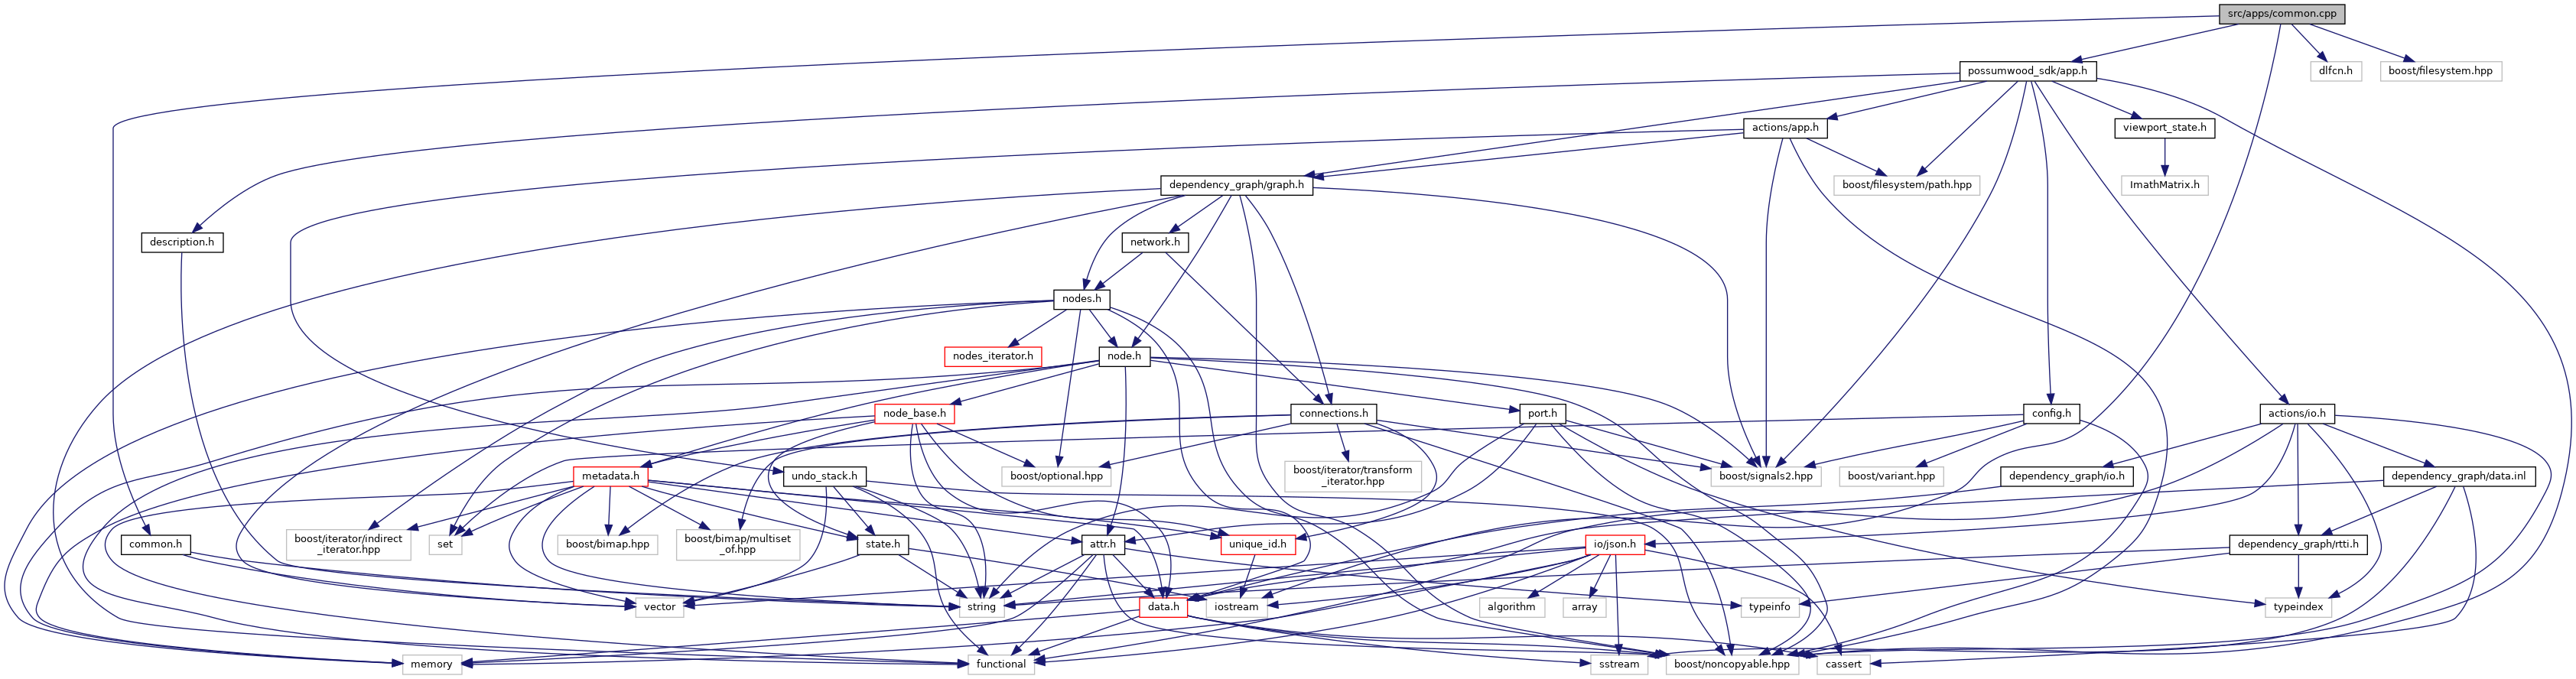 src/apps/common.cpp
possumwood_sdk/app.h
dlfcn.h
boost/filesystem.hpp
actions/app.h
viewport_state.h
dependency_graph/graph.h
boost/filesystem/path.hpp
ImathMatrix.h
description.h
network.h
nodes.h
nodes_iterator.h
node.h
node_base.h
connections.h
port.h
config.h
actions/io.h
metadata.h
undo_stack.h
boost/optional.hpp
boost/iterator/transform
_iterator.hpp
boost/signals2.hpp
boost/variant.hpp
dependency_graph/io.h
dependency_graph/data.inl
common.h
boost/iterator/indirect
_iterator.hpp
set
boost/bimap.hpp
boost/bimap/multiset
_of.hpp
state.h
attr.h
unique_id.h
io/json.h
dependency_graph/rtti.h
vector
string
data.h
iostream
algorithm
array
typeinfo
typeindex
memory
functional
sstream
boost/noncopyable.hpp
cassert